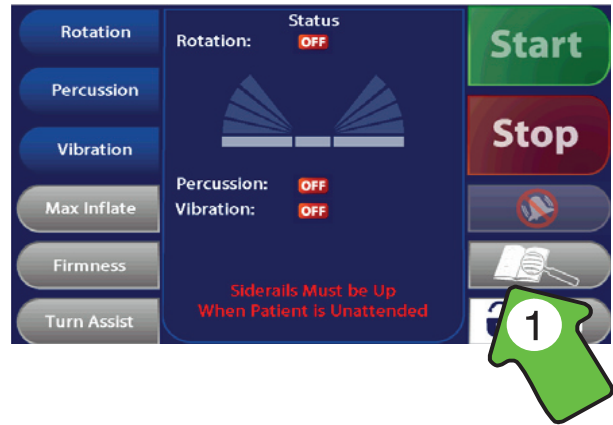 Rotation
Percussion
Vibration
Max Inflate
Firmness
Turn Assist
Status
Rotation: OFF
Percussion: OFF
Vibration: OFF
Siderails Must be Up
When Patient is Unattended
Start
Stop
1